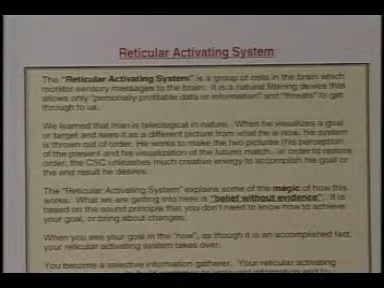 Reticular Activating System
The "Reticular Activating System" is a group of cells in the brain which
monitor sensory messages to the brain. It is a natural filtering device that
allows only "personally profitable data or information" and "threats" to get
through to us.
We learned that man is teleological in nature. When he visualizes a goal
or target and sees it as a different picture from what he is now, his system
is thrown out of order. He works to make the two pictures (his perception
of the present and his visualization of the future) match. In order to restore
order, the CSC unleashes much creative energy to accomplish his goal or
the end result he desires.
The "Reticular Activating System" explains some of the magic of how this
works. What we are getting into here is "belief without evidence". It is
based on the sound principle that you don't need to know how to achieve
your goal, or bring about changes.
When you see your goal in the "now", as though it is an accomplished fact,
your reticular activating system takes over.
You become a selective information gatherer. Your reticular activating